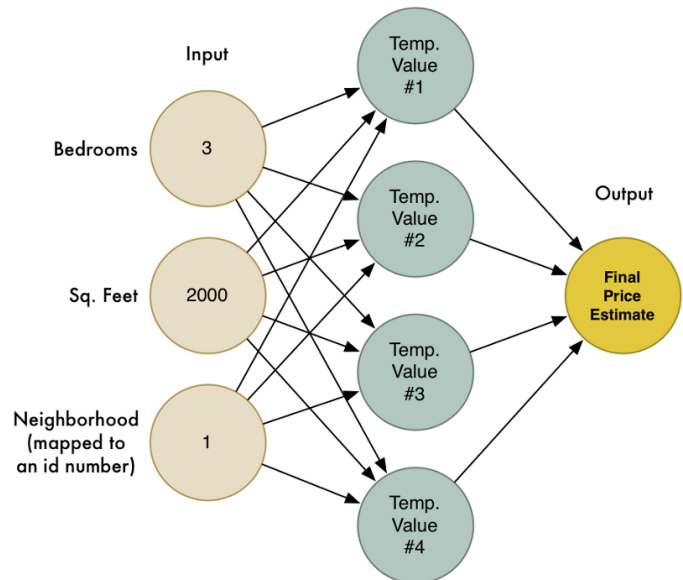 Input
Bedrooms
3
Sq. Feet
2000
Neighborhood
(mapped to
an id number)
1
Temp.
Value
#1
Temp.
Value
#2
Temp.
Value
#3
Temp.
Value
#4
Output
Final
Price
Estimate